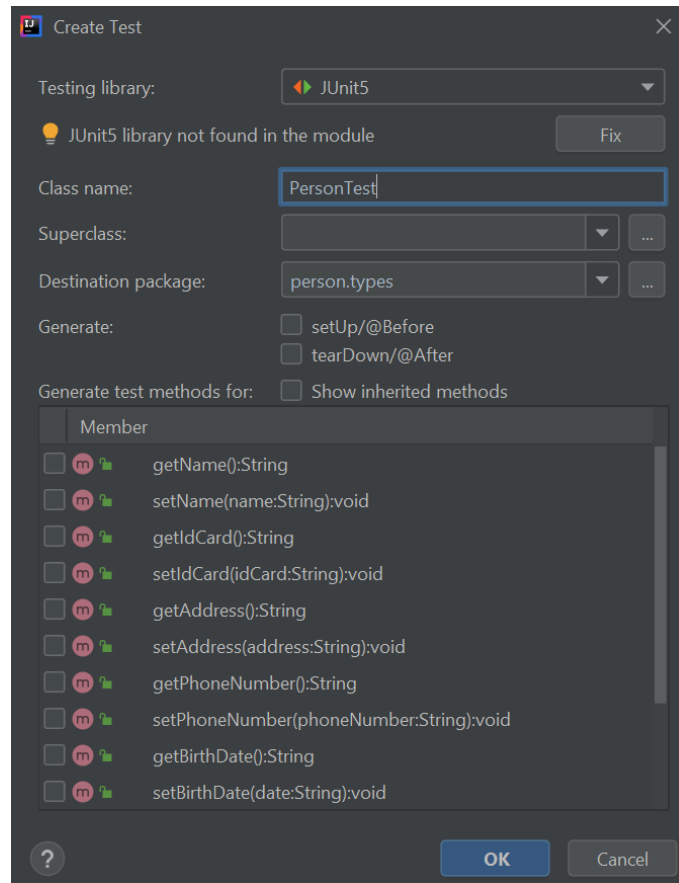 Create Test
Testing library: JUnit5
JUnit5 library not found in the module Fix
Class name: PersonTest
Superclass: ...
Destination package: person.types ...
Generate: setUp/@Before
tearDown/@After
Generate test methods for: Show inherited methods
Member
m getName():String
m setName(name:String):void
m getIdCard():String
m setIdCard(idCard:String):void
m getAddress():String
m setAddress(address:String):void
m getPhoneNumber():String
m setPhoneNumber(phoneNumber:String):void
m getBirthDate():String
m setBirthDate(date:String):void
? OK Cancel